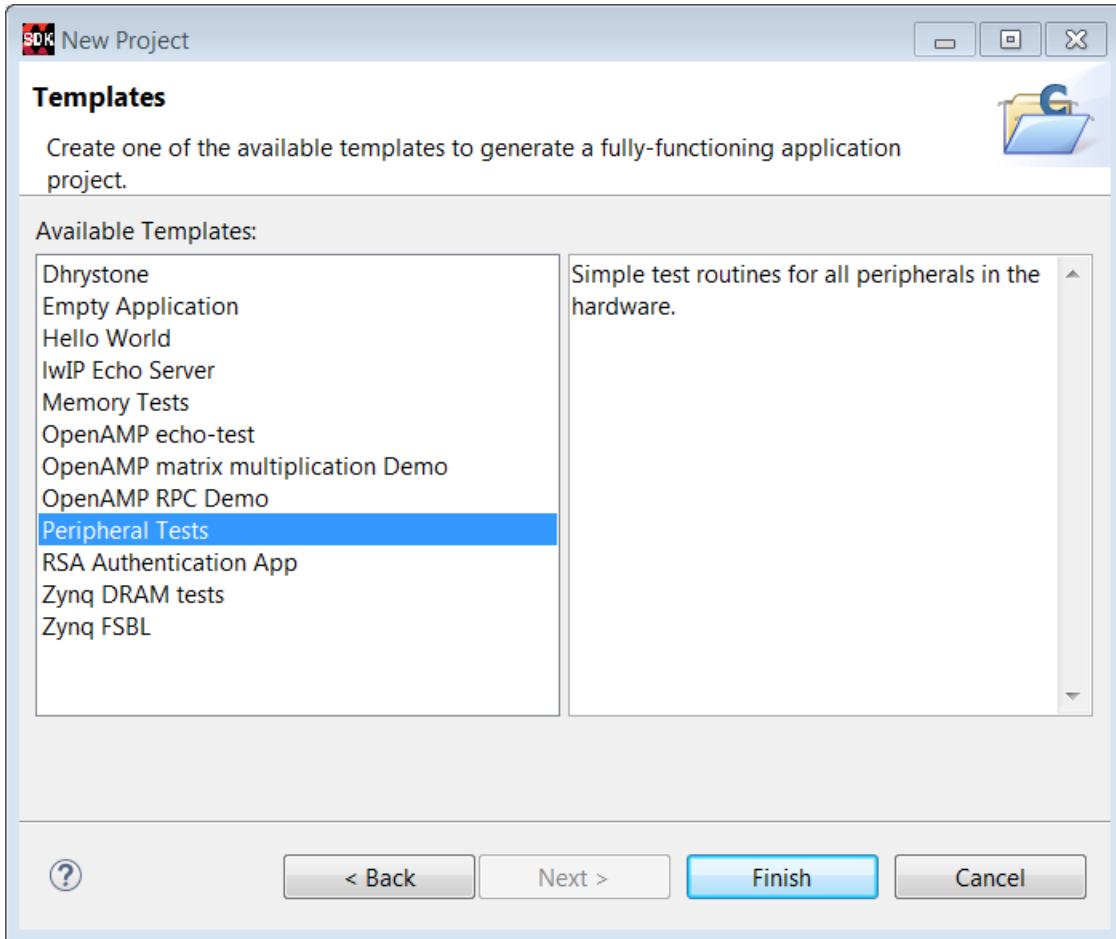 SDK New Project
Templates
Create one of the available templates to generate a fully-functioning application
project.
C
Available Templates:
Dhrystone
Empty Application
Hello World
lwIP Echo Server
Memory Tests
OpenAMP echo-test
OpenAMP matrix multiplication Demo
OpenAMP RPC Demo
Peripheral Tests
RSA Authentication App
Zynq DRAM tests
Zynq FSBL
Simple test routines for all peripherals in the
hardware.
?
< Back
Next >
Finish
Cancel